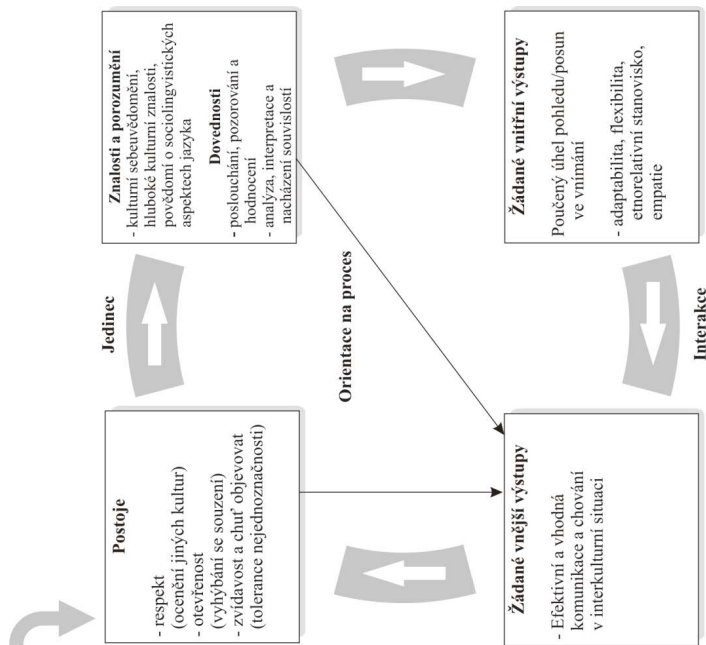 Postoje
- respekt
(ocenění jiných kultur)
- otevřenost
(vyhýbání se souzení)
- zvídavost a chuť objevovat
(tolerance nejednoznačnosti)
Jedinec
Znalosti a porozumění
- kulturní sebeuvědomění,
hluboké kulturní znalosti,
povědomí o sociolingvistických
aspektech jazyka
Dovednosti
- poslouchání, pozorování a
hodnocení
- analýza, interpretace a
nacházení souvislostí
Orientace na proces
Žádané vnější výstupy
- Efektivní a vhodná
komunikace a chování
v interkulturní situaci
Interakce
Žádané vnitřní výstupy
Poučený úhel pohledu/posun
ve vnímání
- adaptabilita, flexibilita,
etnorelativní stanovisko,
empatie